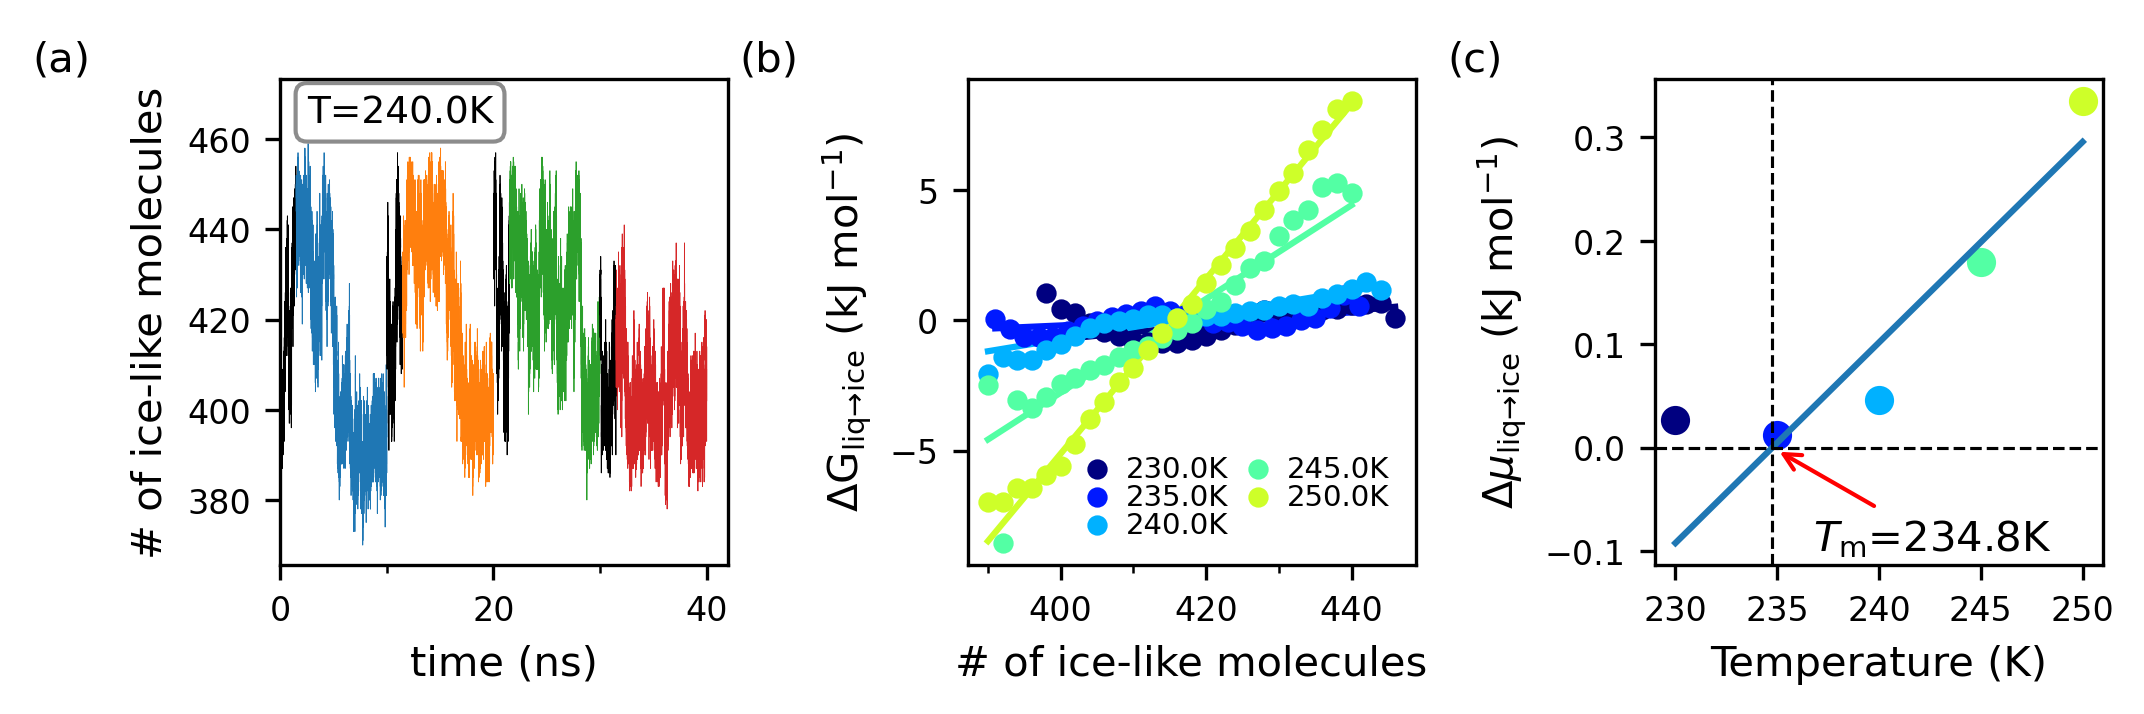 (a)
T=240.0K
# of ice-like molecules
460
440
420
400
380
0
20
40
time (ns)
(b)
ΔG_liq→ice (kJ mol⁻¹)
5
0
−5
230.0K
235.0K
240.0K
245.0K
250.0K
400
420
440
# of ice-like molecules
(c)
Δμ_liq→ice (kJ mol⁻¹)
0.3
0.2
0.1
0.0
−0.1
T_m=234.8K
230
235
240
245
250
Temperature (K)